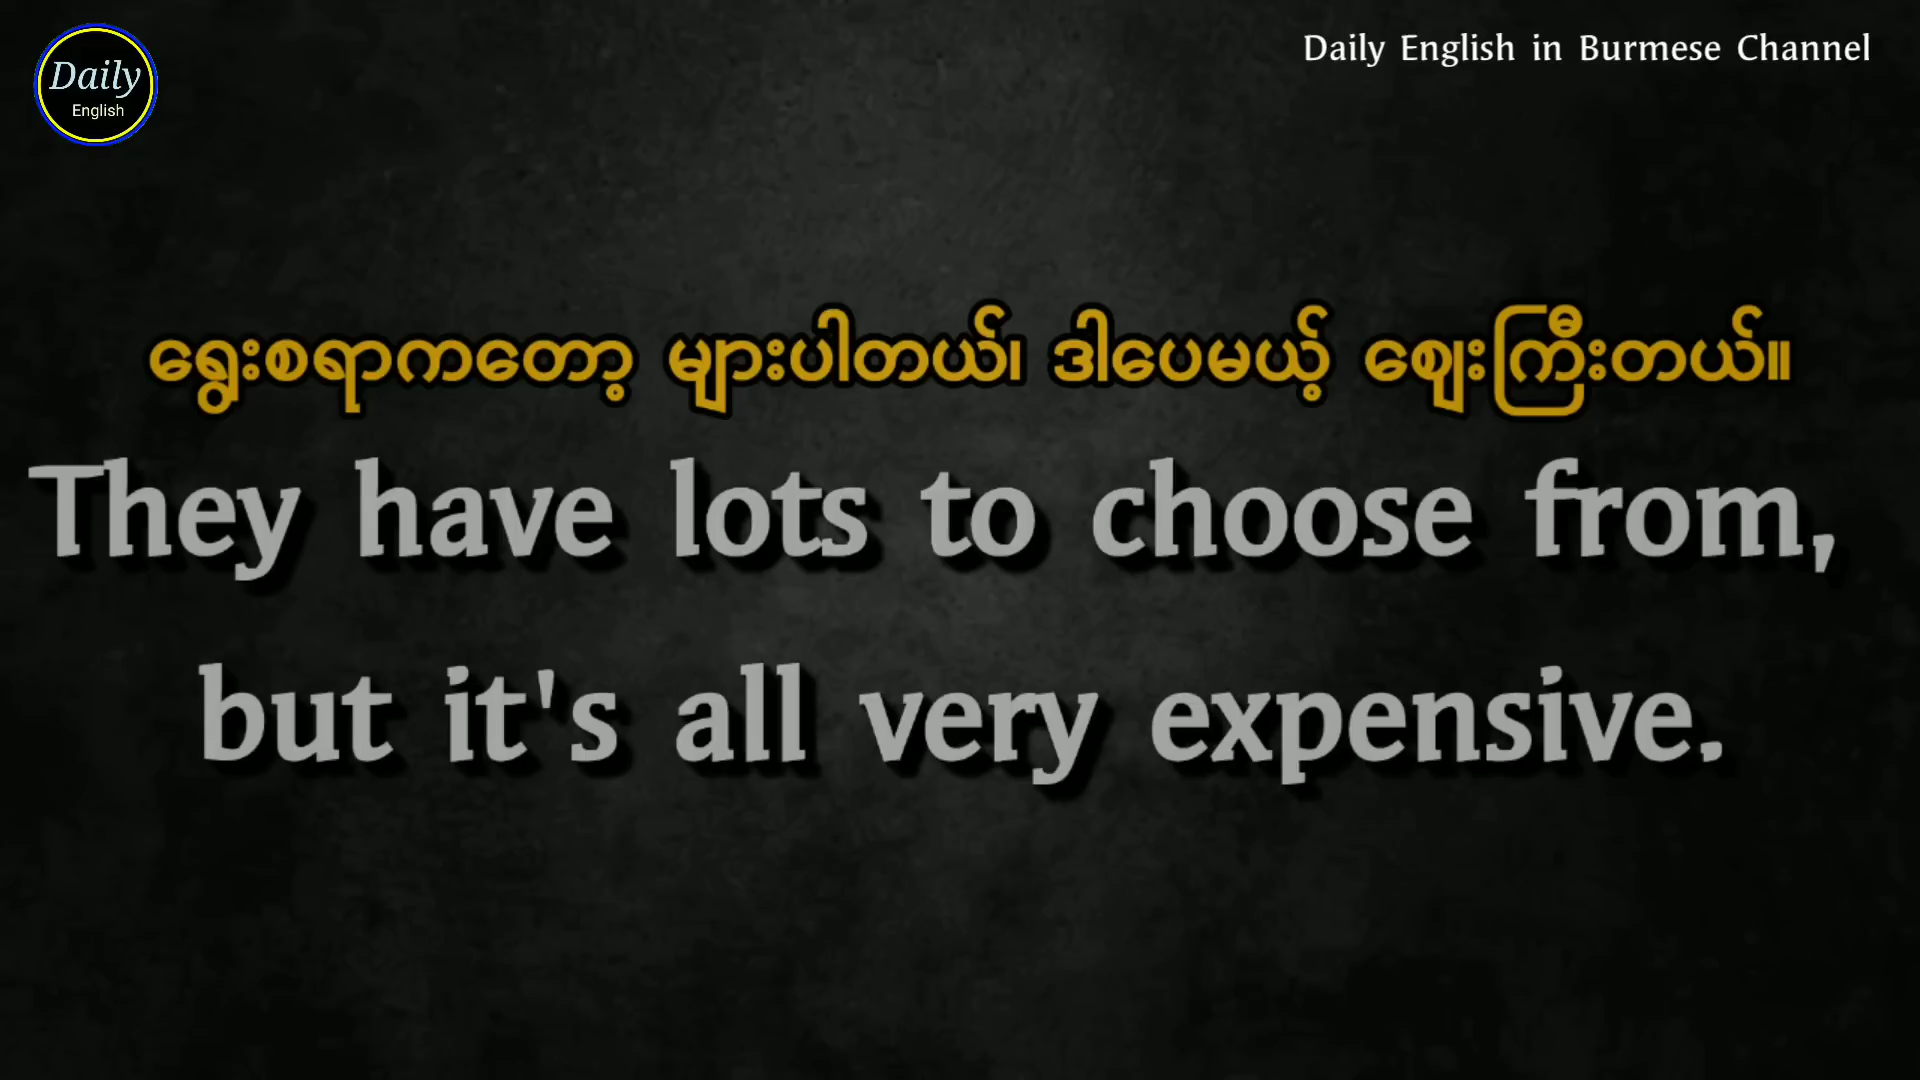 Daily
English
Daily English in Burmese Channel
ရွေးစရာကတော့ များပါတယ်၊ ဒါပေမယ့် ဈေးကြီးတယ်။
They have lots to choose from,
but it's all very expensive.